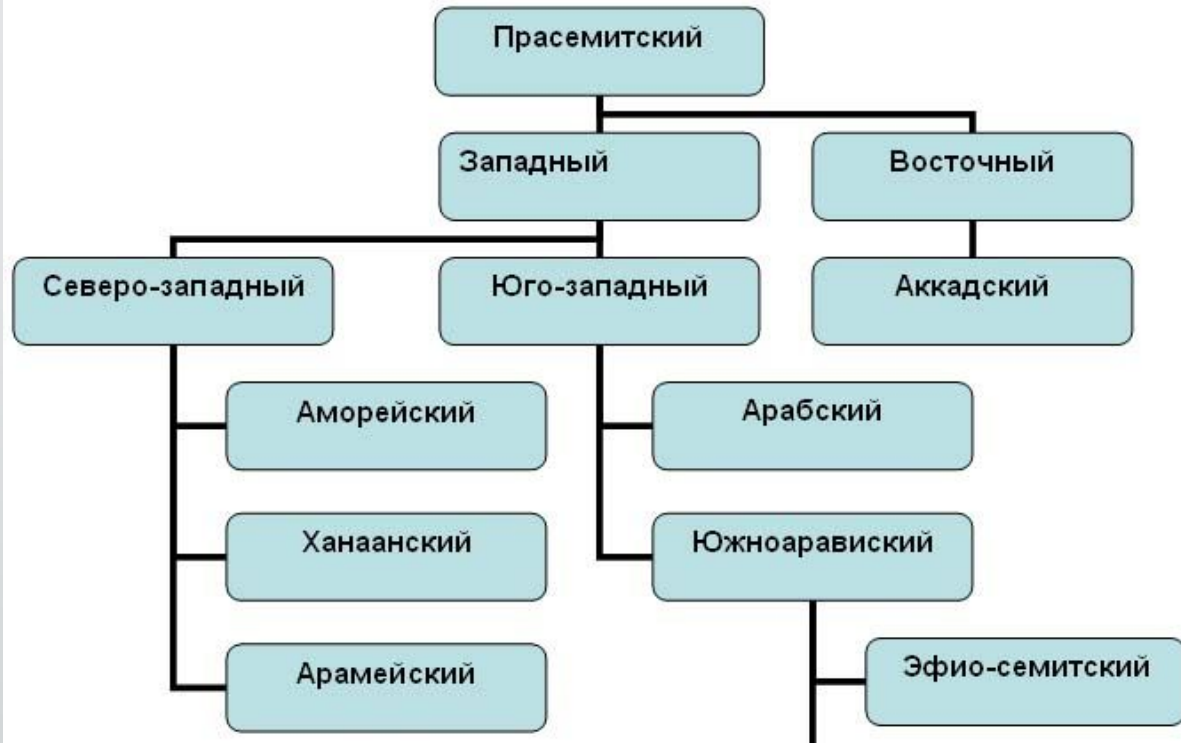 Прасемитский
Западный
Восточный
Северо-западный
Юго-западный
Аккадский
Аморейский
Арабский
Ханаанский
Южноаравиский
Арамейский
Эфио-семитский